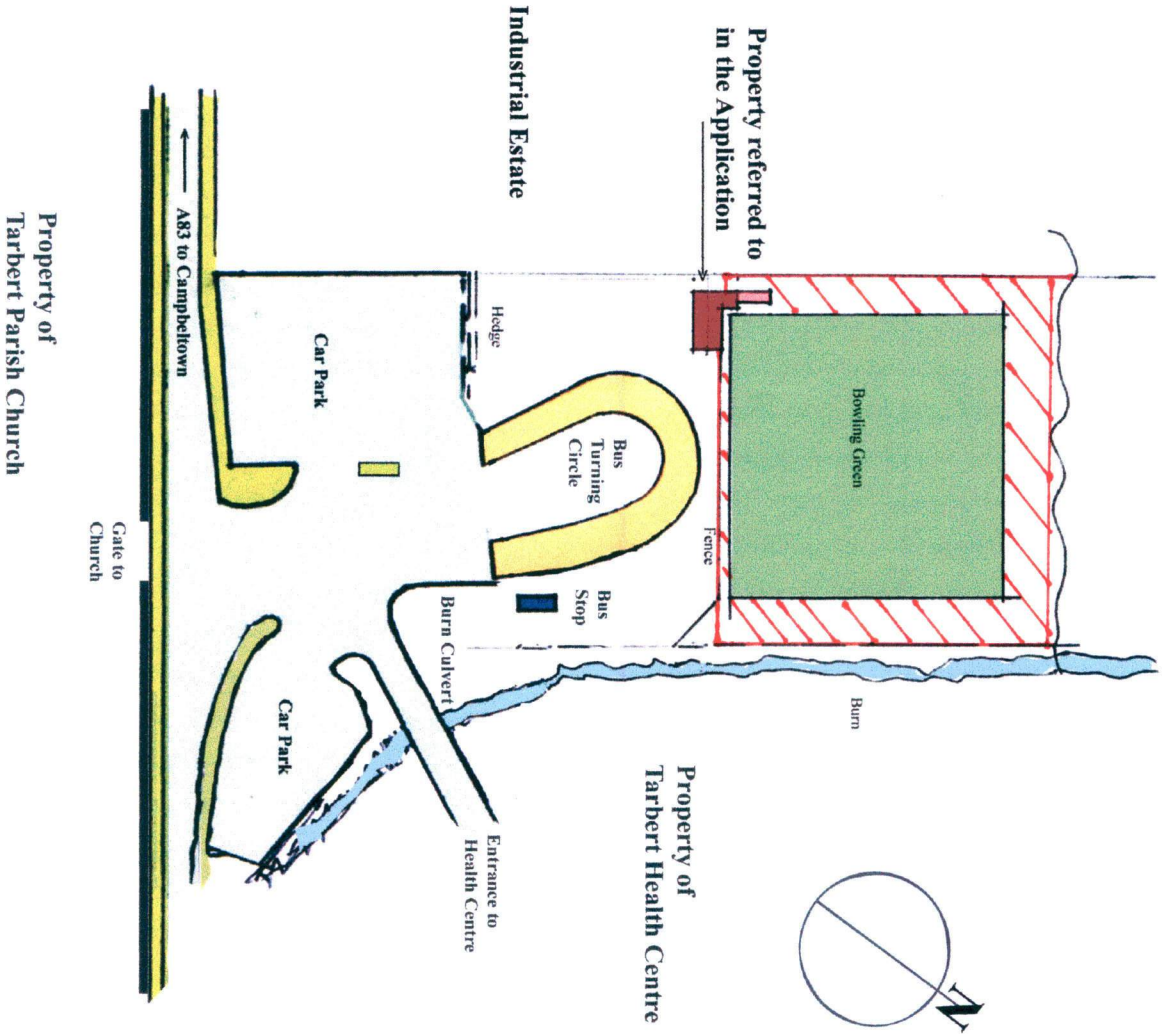 Property of
Tarbert Parish Church
Gate to
Church
A83 to Campbeltown
Car Park
Car Park
Industrial Estate
Hedge
Bus
Turning
Circle
Bus
Stop
Burn Culvert
Entrance to
Health Centre
Property referred to
in the Application
Fence
Bowling Green
Burn
Property of
Tarbert Health Centre
N